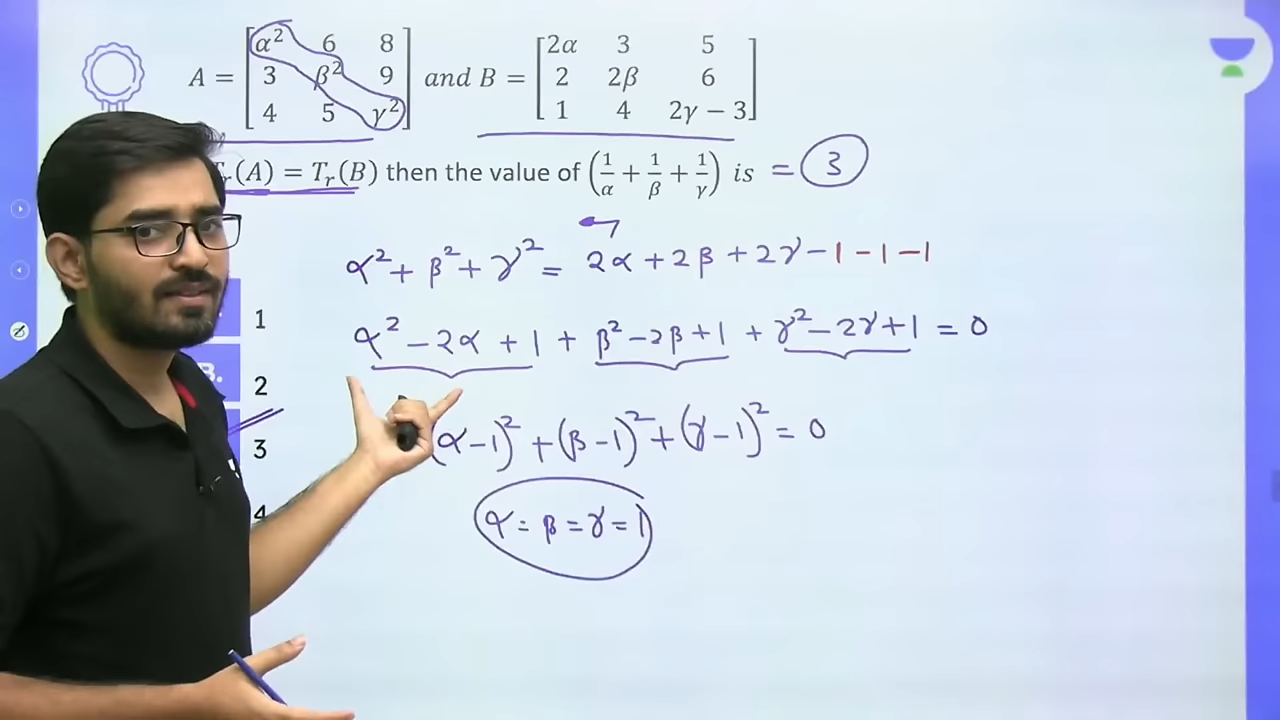 A = [α² 6 8] and B = [2α 3 5]
[3 β² 9] [2 2β 6]
[4 5 γ²] [1 4 2γ − 3]
(A) = Tᵣ(B) then the value of (1/α + 1/β + 1/γ) is = 3
α² + β² + γ² = 2α + 2β + 2γ − 1 − 1 − 1
α² − 2α + 1 + β² − 2β + 1 + γ² − 2γ + 1 = 0
(α − 1)² + (β − 1)² + (γ − 1)² = 0
α = β = γ = 1
1
B. 2
3
4